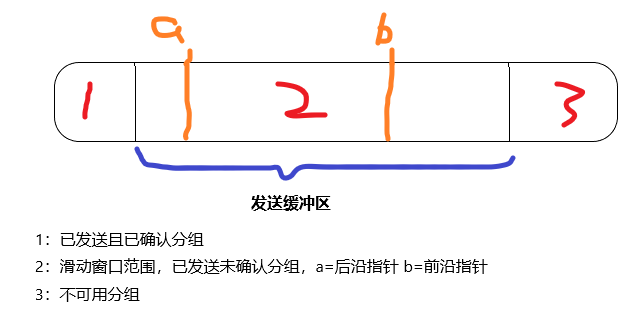 a b
1 2 3
发送缓冲区
1：已发送且已确认分组
2：滑动窗口范围，已发送未确认分组，a=后沿指针 b=前沿指针
3：不可用分组